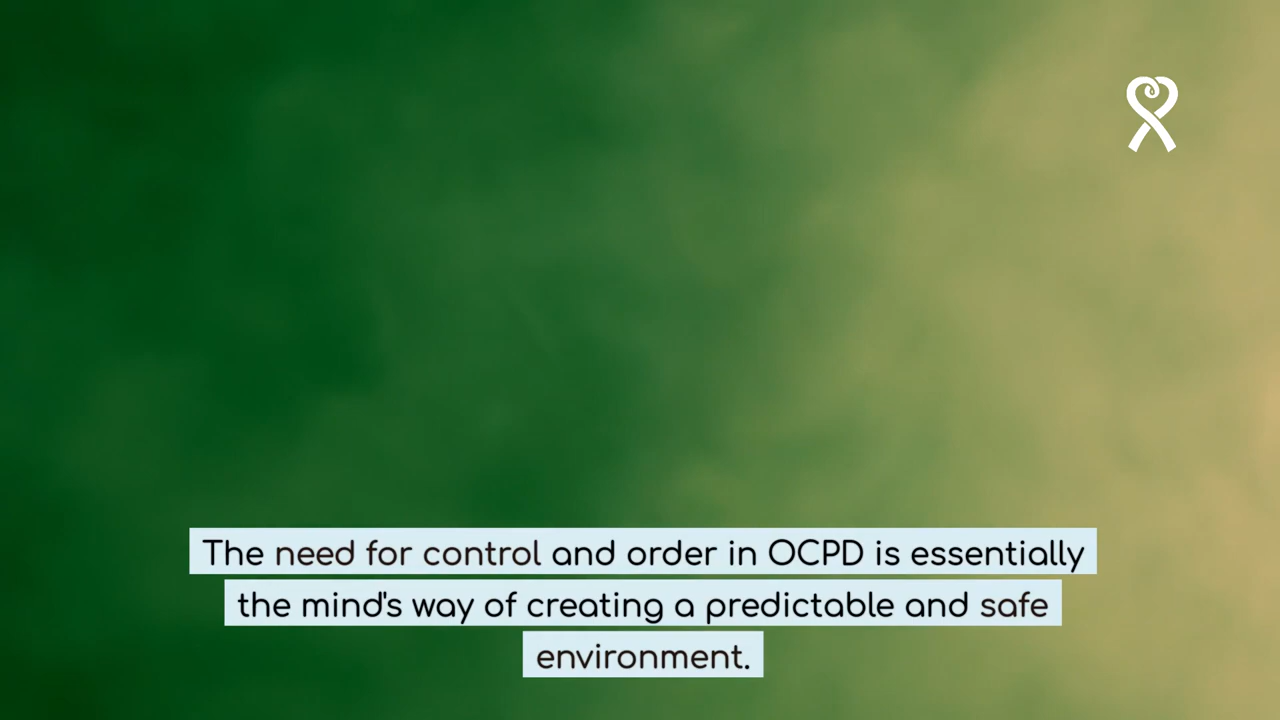 The need for control and order in OCPD is essentially
the mind's way of creating a predictable and safe
environment.